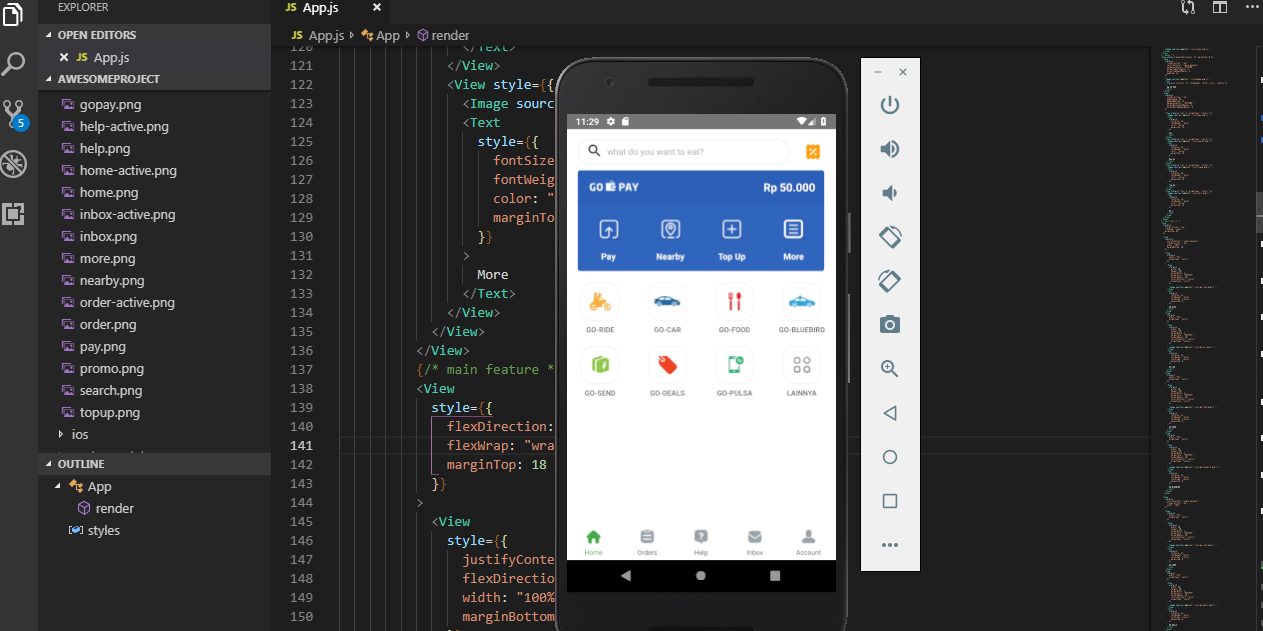 EXPLORER
OPEN EDITORS
JS App.js
AWESOMEPROJECT
gopay.png
help-active.png
help.png
home-active.png
home.png
inbox-active.png
inbox.png
more.png
nearby.png
order-active.png
order.png
pay.png
promo.png
search.png
topup.png
ios
OUTLINE
App
render
styles
5
JS App.js
JS App.js App render
120 </Text>
121 </View>
122 <View style={{
123 <Image sourc
124 <Text
125 style={{
126 fontSize
127 fontWeig
128 color: "
129 marginTo
130 }}
131 >
132 More
133 </Text>
134 </View>
135 </View>
136 </View>
137 {/* main feature *
138 <View
139 style={{
140 flexDirection:
141 flexWrap: "wra
142 marginTop: 18
143 }}
144 >
145 <View
146 style={{
147 justifyConte
148 flexDirectio
149 width: "100%
150 marginBottom
11:29
what do you want to eat?
GO PAY Rp 50.000
Pay Nearby Top Up More
GO-RIDE GO-CAR GO-FOOD GO-BLUEBIRD
GO-SEND GO-DEALS GO-PULSA LAINNYA
Home Orders Help Inbox Account